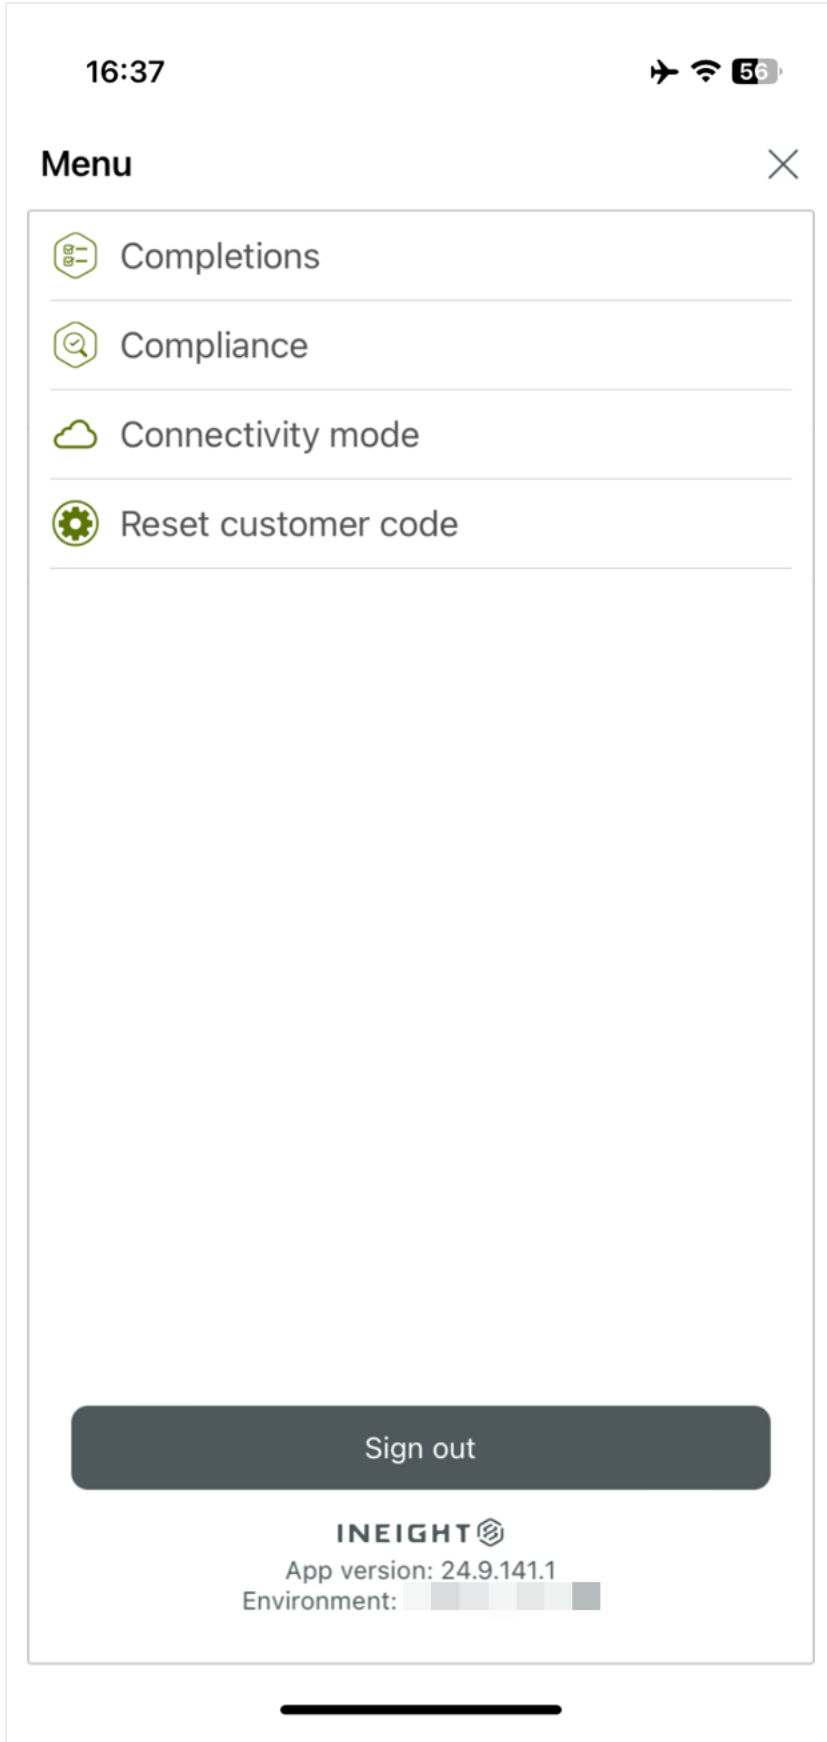 16:37
56
Menu
Completions
Compliance
Connectivity mode
Reset customer code
Sign out
INEIGHT
App version: 24.9.141.1
Environment: